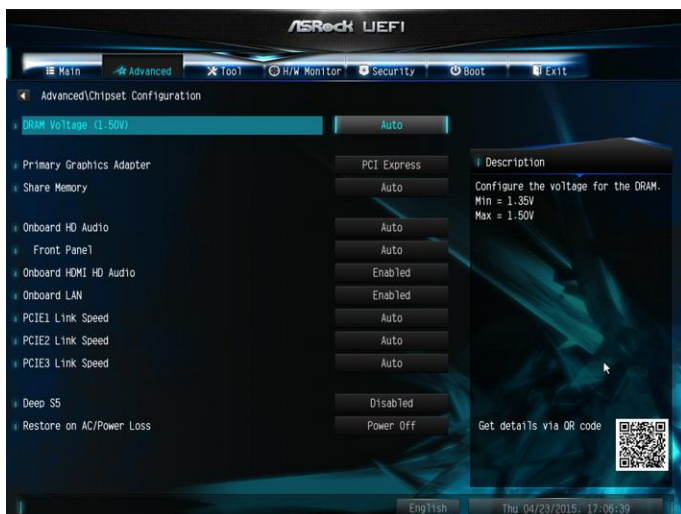 ASRock UEFI
Main Advanced Tool H/W Monitor Security Boot Exit
Advanced\Chipset Configuration
DRAM Voltage (1.50V) Auto
Primary Graphics Adapter PCI Express
Share Memory Auto
Onboard HD Audio Auto
Front Panel Auto
Onboard HDMI HD Audio Enabled
Onboard LAN Enabled
PCIE1 Link Speed Auto
PCIE2 Link Speed Auto
PCIE3 Link Speed Auto
Deep S5 Disabled
Restore on AC/Power Loss Power Off
Description
Configure the voltage for the DRAM.
Min = 1.35V
Max = 1.50V
Get details via QR code
English Thu 04/23/2015. 17:06:39